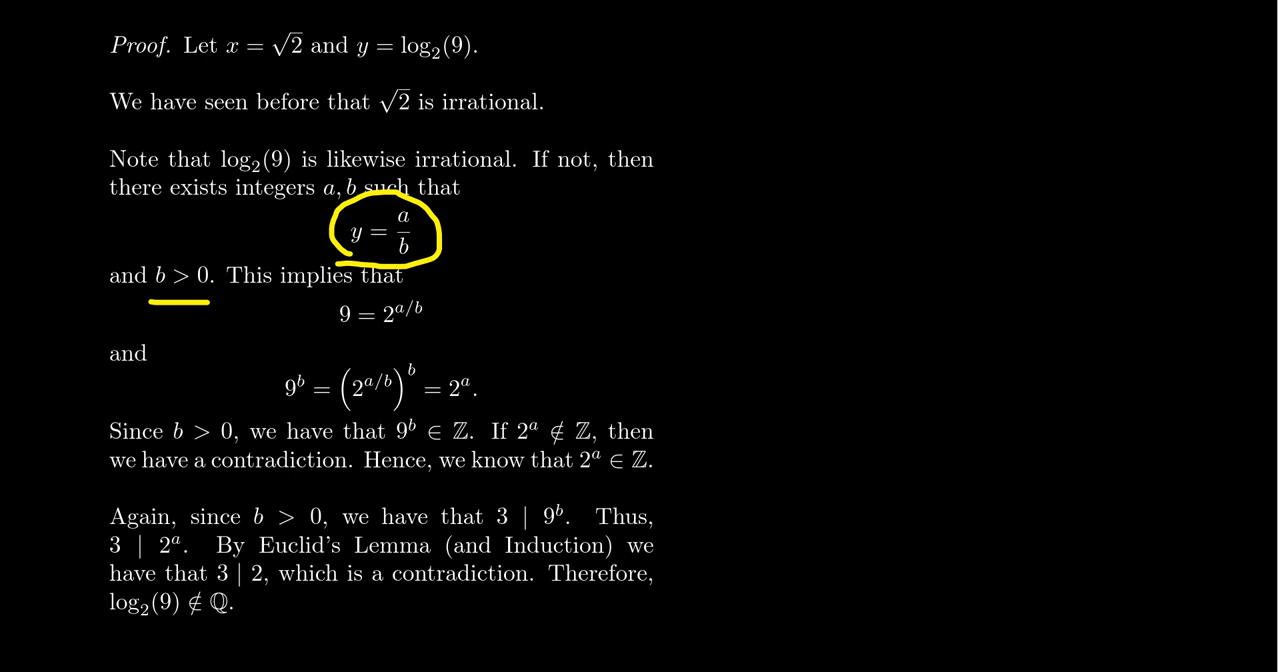 Proof. Let x = √2 and y = log₂(9).
We have seen before that √2 is irrational.
Note that log₂(9) is likewise irrational. If not, then
there exists integers a, b such that
y = a/b
and b > 0. This implies that
9 = 2^{a/b}
and
9^b = (2^{a/b})^b = 2^a.
Since b > 0, we have that 9^b ∈ ℤ. If 2^a ∉ ℤ, then
we have a contradiction. Hence, we know that 2^a ∈ ℤ.
Again, since b > 0, we have that 3 | 9^b. Thus,
3 | 2^a. By Euclid's Lemma (and Induction) we
have that 3 | 2, which is a contradiction. Therefore,
log₂(9) ∉ ℚ.